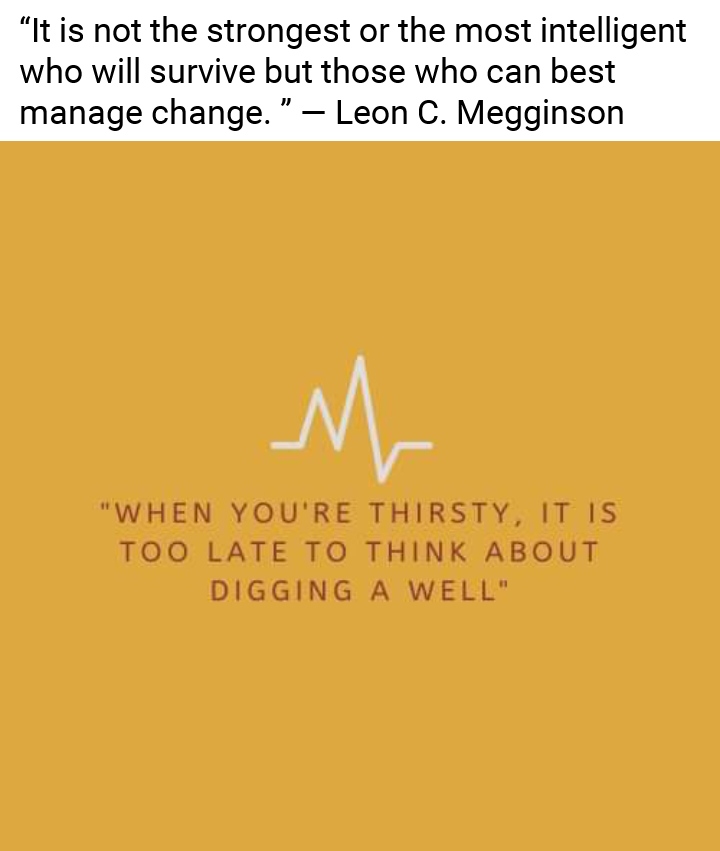 “It is not the strongest or the most intelligent
who will survive but those who can best
manage change. ” — Leon C. Megginson
"WHEN YOU'RE THIRSTY, IT IS
TOO LATE TO THINK ABOUT
DIGGING A WELL"